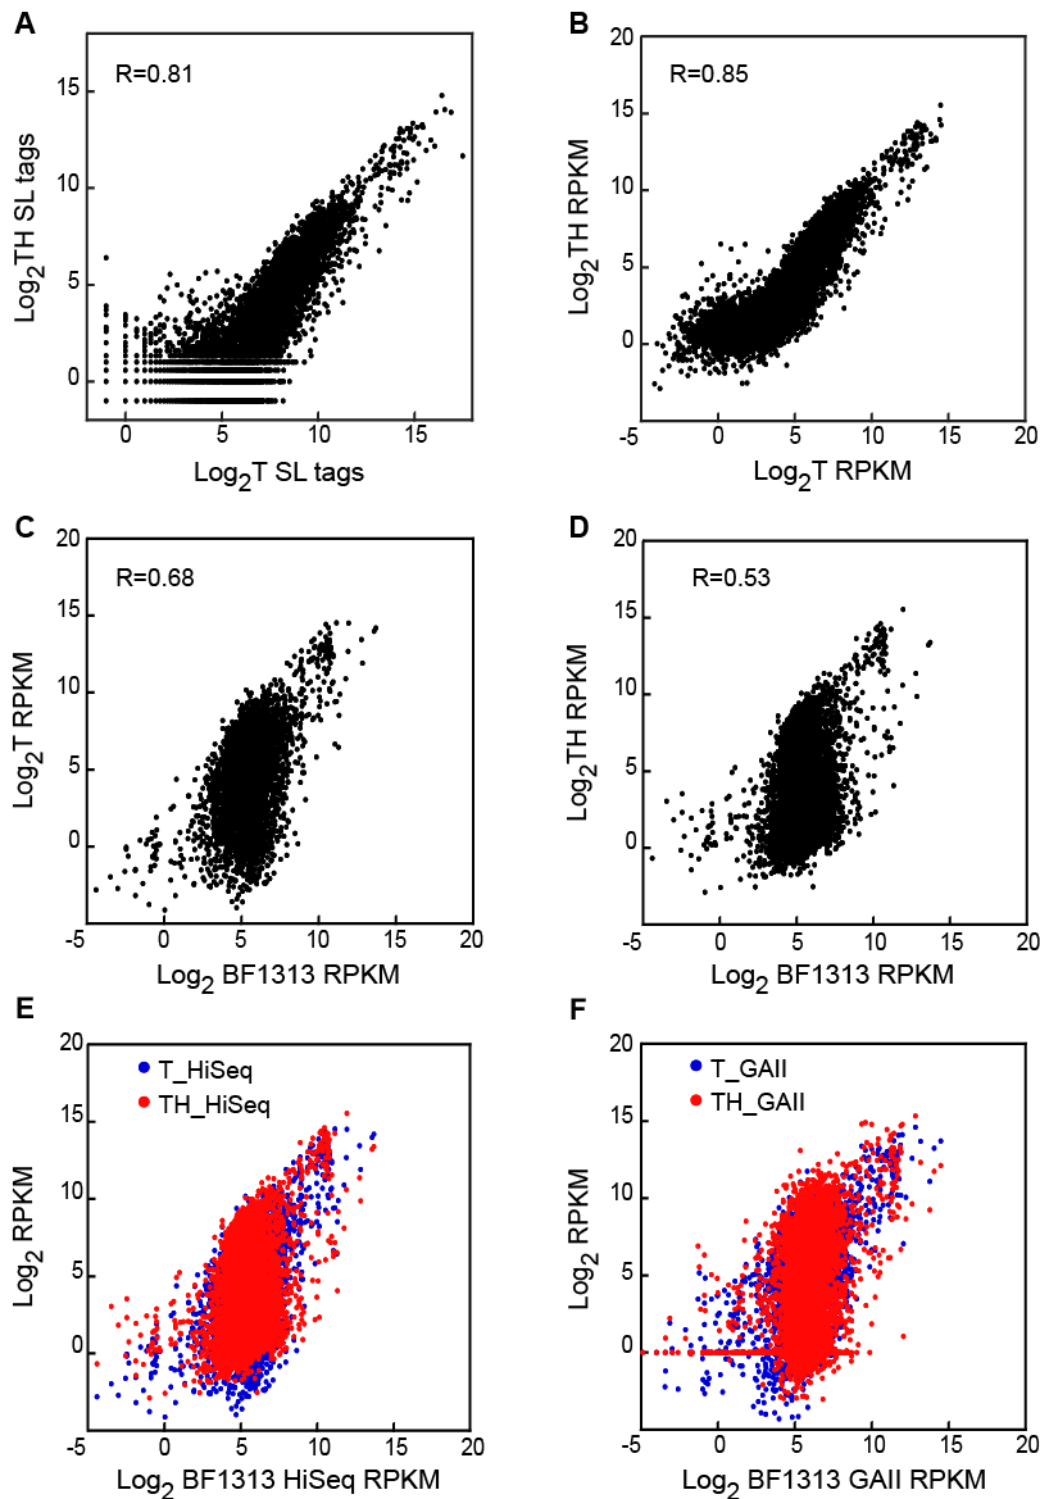 A
R=0.81
15
10
5
0
Log2TH SL tags
0 5 10 15
Log2T SL tags
B
R=0.85
20
15
10
5
0
Log2TH RPKM
-5 0 5 10 15 20
Log2T RPKM
C
R=0.68
20
15
10
5
0
Log2T RPKM
-5 0 5 10 15 20
Log2 BF1313 RPKM
D
R=0.53
20
15
10
5
0
Log2TH RPKM
-5 0 5 10 15 20
Log2 BF1313 RPKM
E
T_HiSeq
TH_HiSeq
20
15
10
5
0
Log2 RPKM
-5 0 5 10 15 20
Log2 BF1313 HiSeq RPKM
F
T_GAII
TH_GAII
20
15
10
5
0
Log2 RPKM
-5 0 5 10 15 20
Log2 BF1313 GAII RPKM